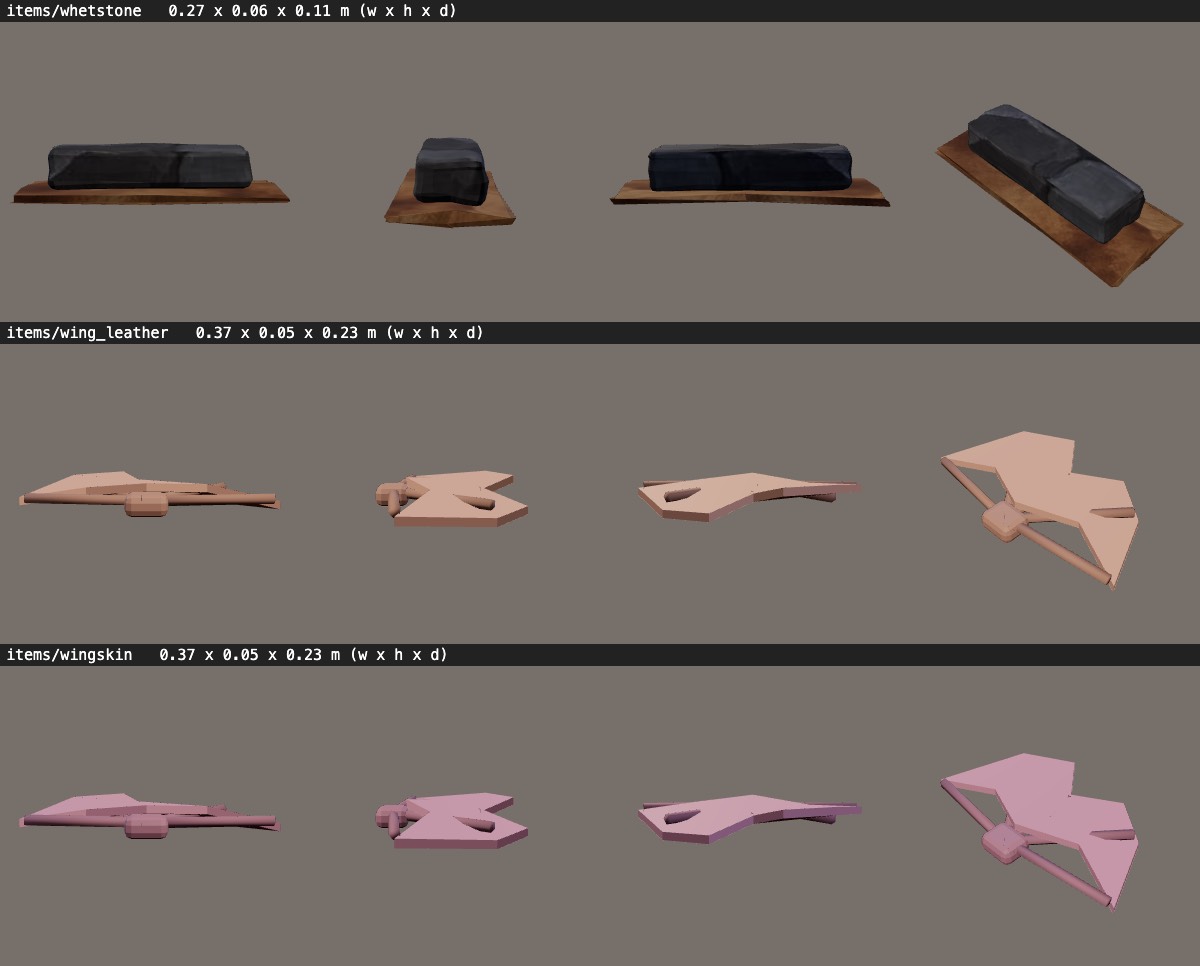 items/whetstone 0.27 x 0.06 x 0.11 m (w x h x d)
items/wing_leather 0.37 x 0.05 x 0.23 m (w x h x d)
items/wingskin 0.37 x 0.05 x 0.23 m (w x h x d)